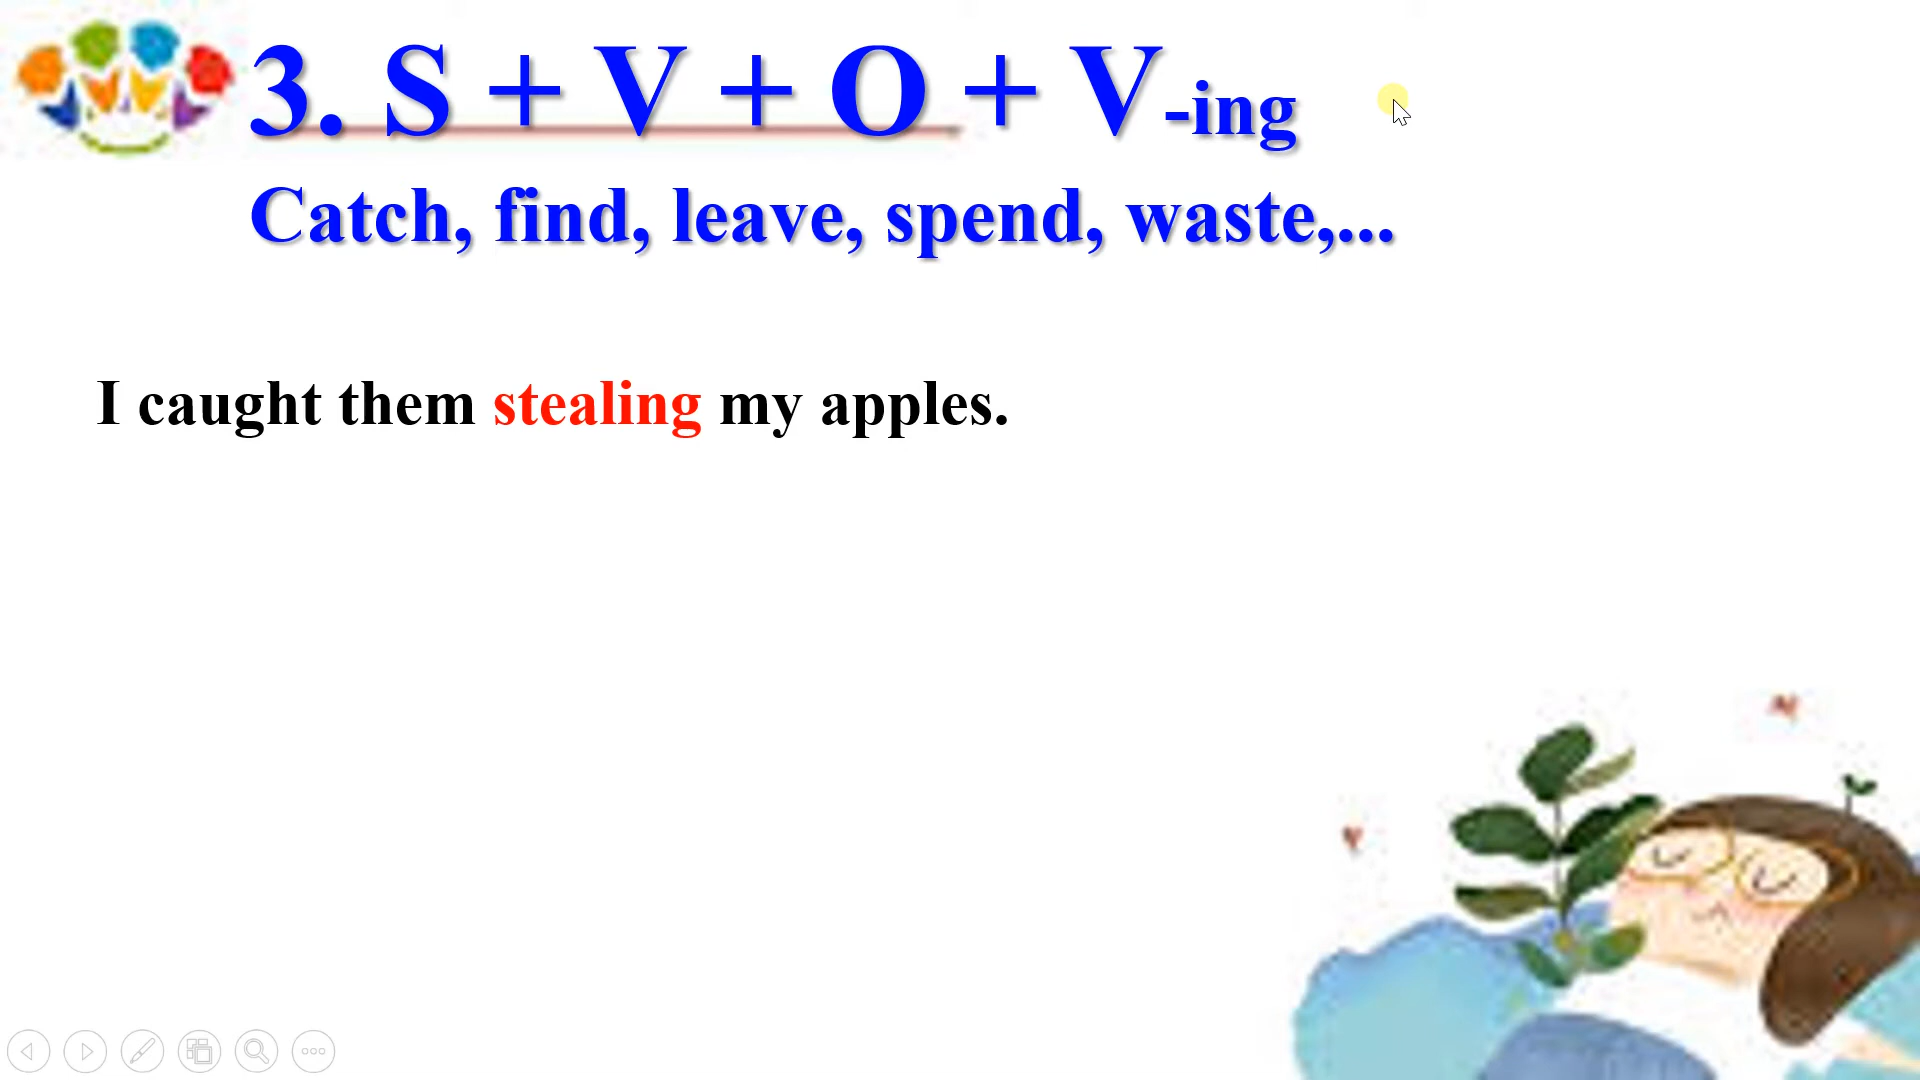 3. S + V + O + V-ing
Catch, find, leave, spend, waste,...
I caught them stealing my apples.